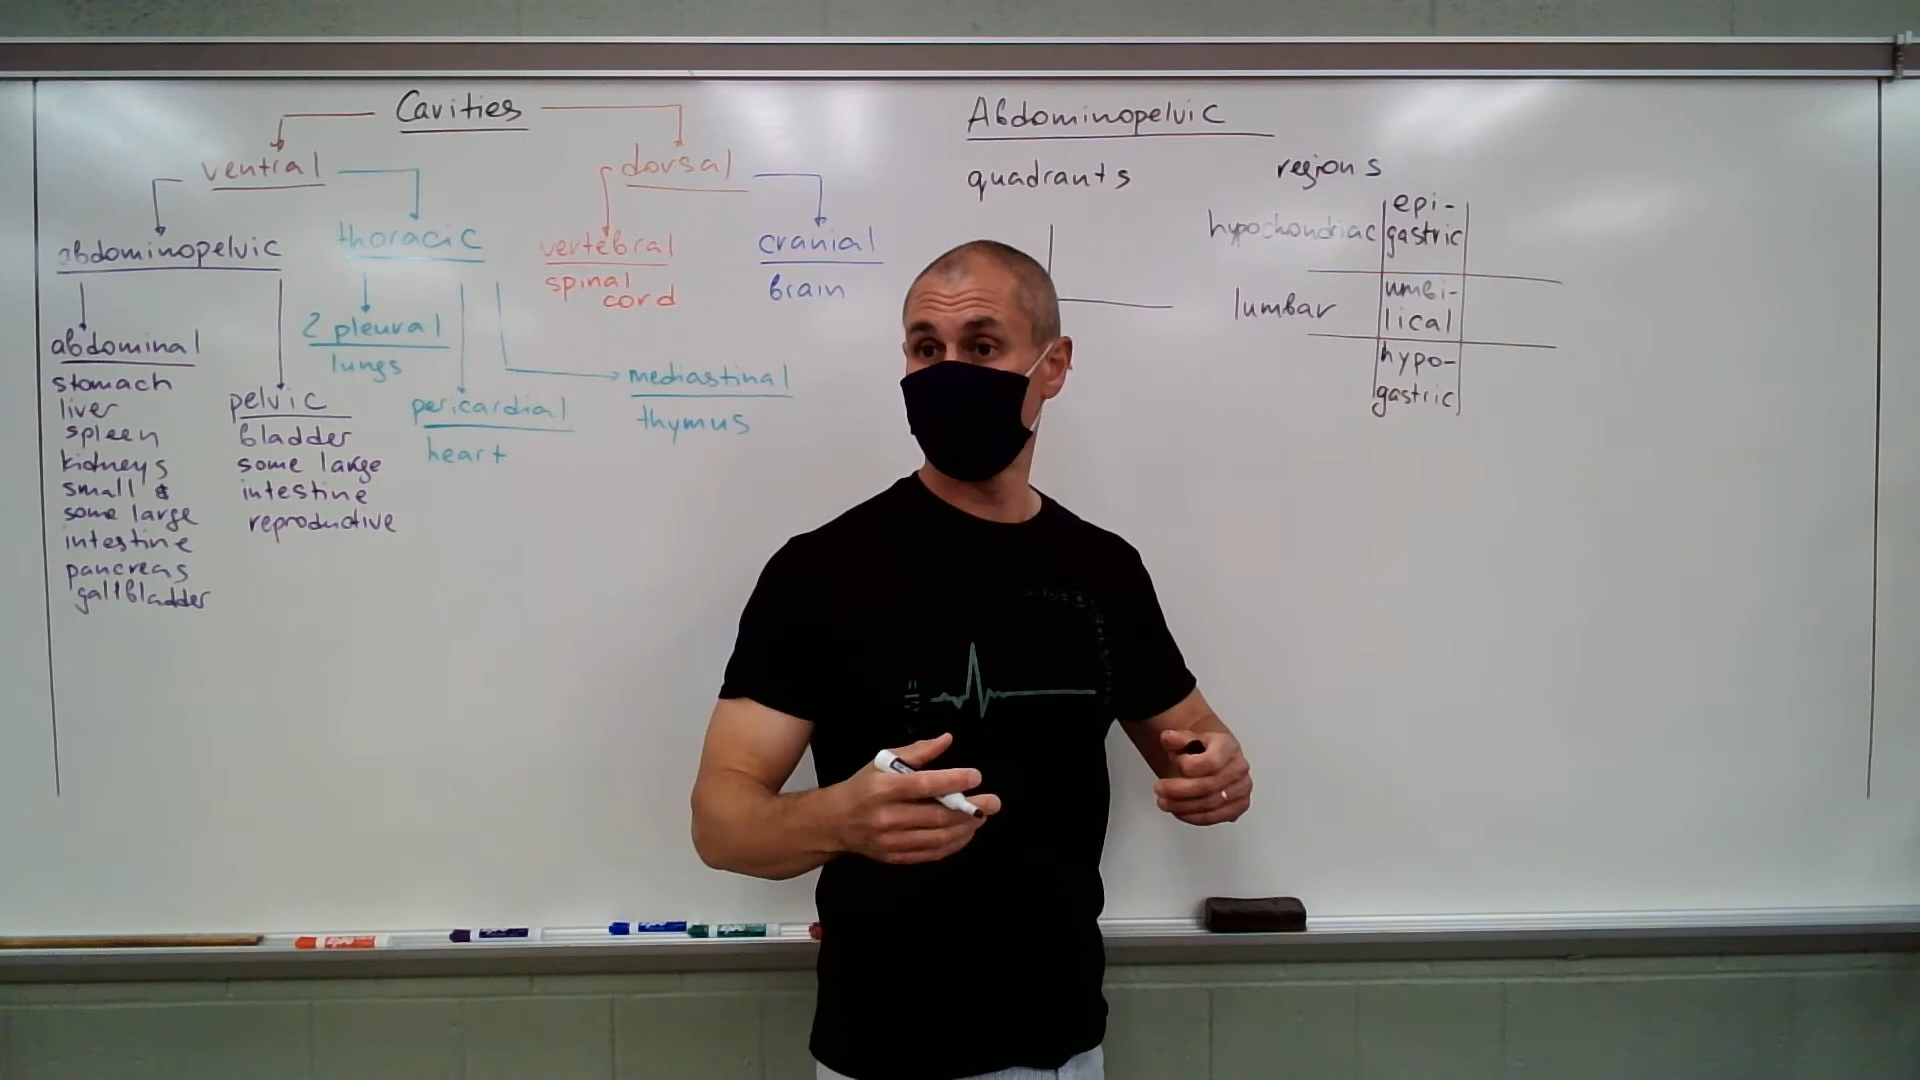 Cavities
ventral
dorsal
abdominopelvic
thoracic
vertebral
spinal
cord
cranial
brain
abdominal
stomach
liver
spleen
kidneys
small &
some large
intestine
pancreas
gallbladder
pelvic
bladder
some large
intestine
reproductive
2 pleural
lungs
pericardial
heart
mediastinal
thymus
Abdominopelvic
quadrants
regions
hypochondriac
epi-
gastric
lumbar
umbi-
lical
hypo-
gastric